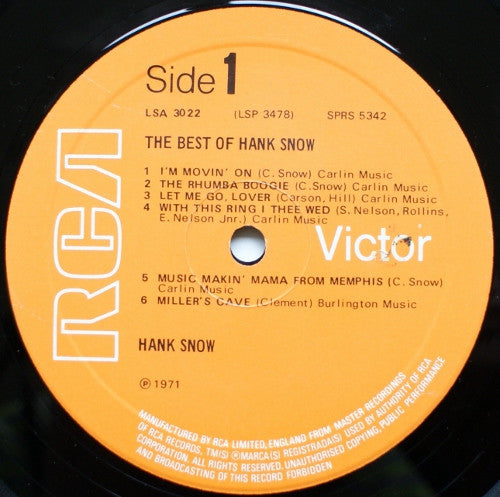 Side 1
LSA 3022 (LSP 3478) SPRS 5342
THE BEST OF HANK SNOW
1 I'M MOVIN' ON (C. Snow) Carlin Music
2 THE RHUMBA BOOGIE (C. Snow) Carlin Music
3 LET ME GO, LOVER (Carson, Hill) Carlin Music
4 WITH THIS RING I THEE WED (S. Nelson, Rollins,
E. Nelson Jnr.) Carlin Music
RCA
Victor
5 MUSIC MAKIN' MAMA FROM MEMPHIS (C. Snow)
Carlin Music
6 MILLER'S CAVE (Clement) Burlington Music
HANK SNOW
℗ 1971
MANUFACTURED BY RCA LIMITED, ENGLAND FROM MASTER RECORDINGS
OF RCA RECORDS. TM(S) ® MARCA(S) REGISTRADA(S) USED BY AUTHORITY OF RCA
CORPORATION. ALL RIGHTS RESERVED. UNAUTHORISED COPYING, PUBLIC PERFORMANCE
AND BROADCASTING OF THIS RECORD FORBIDDEN